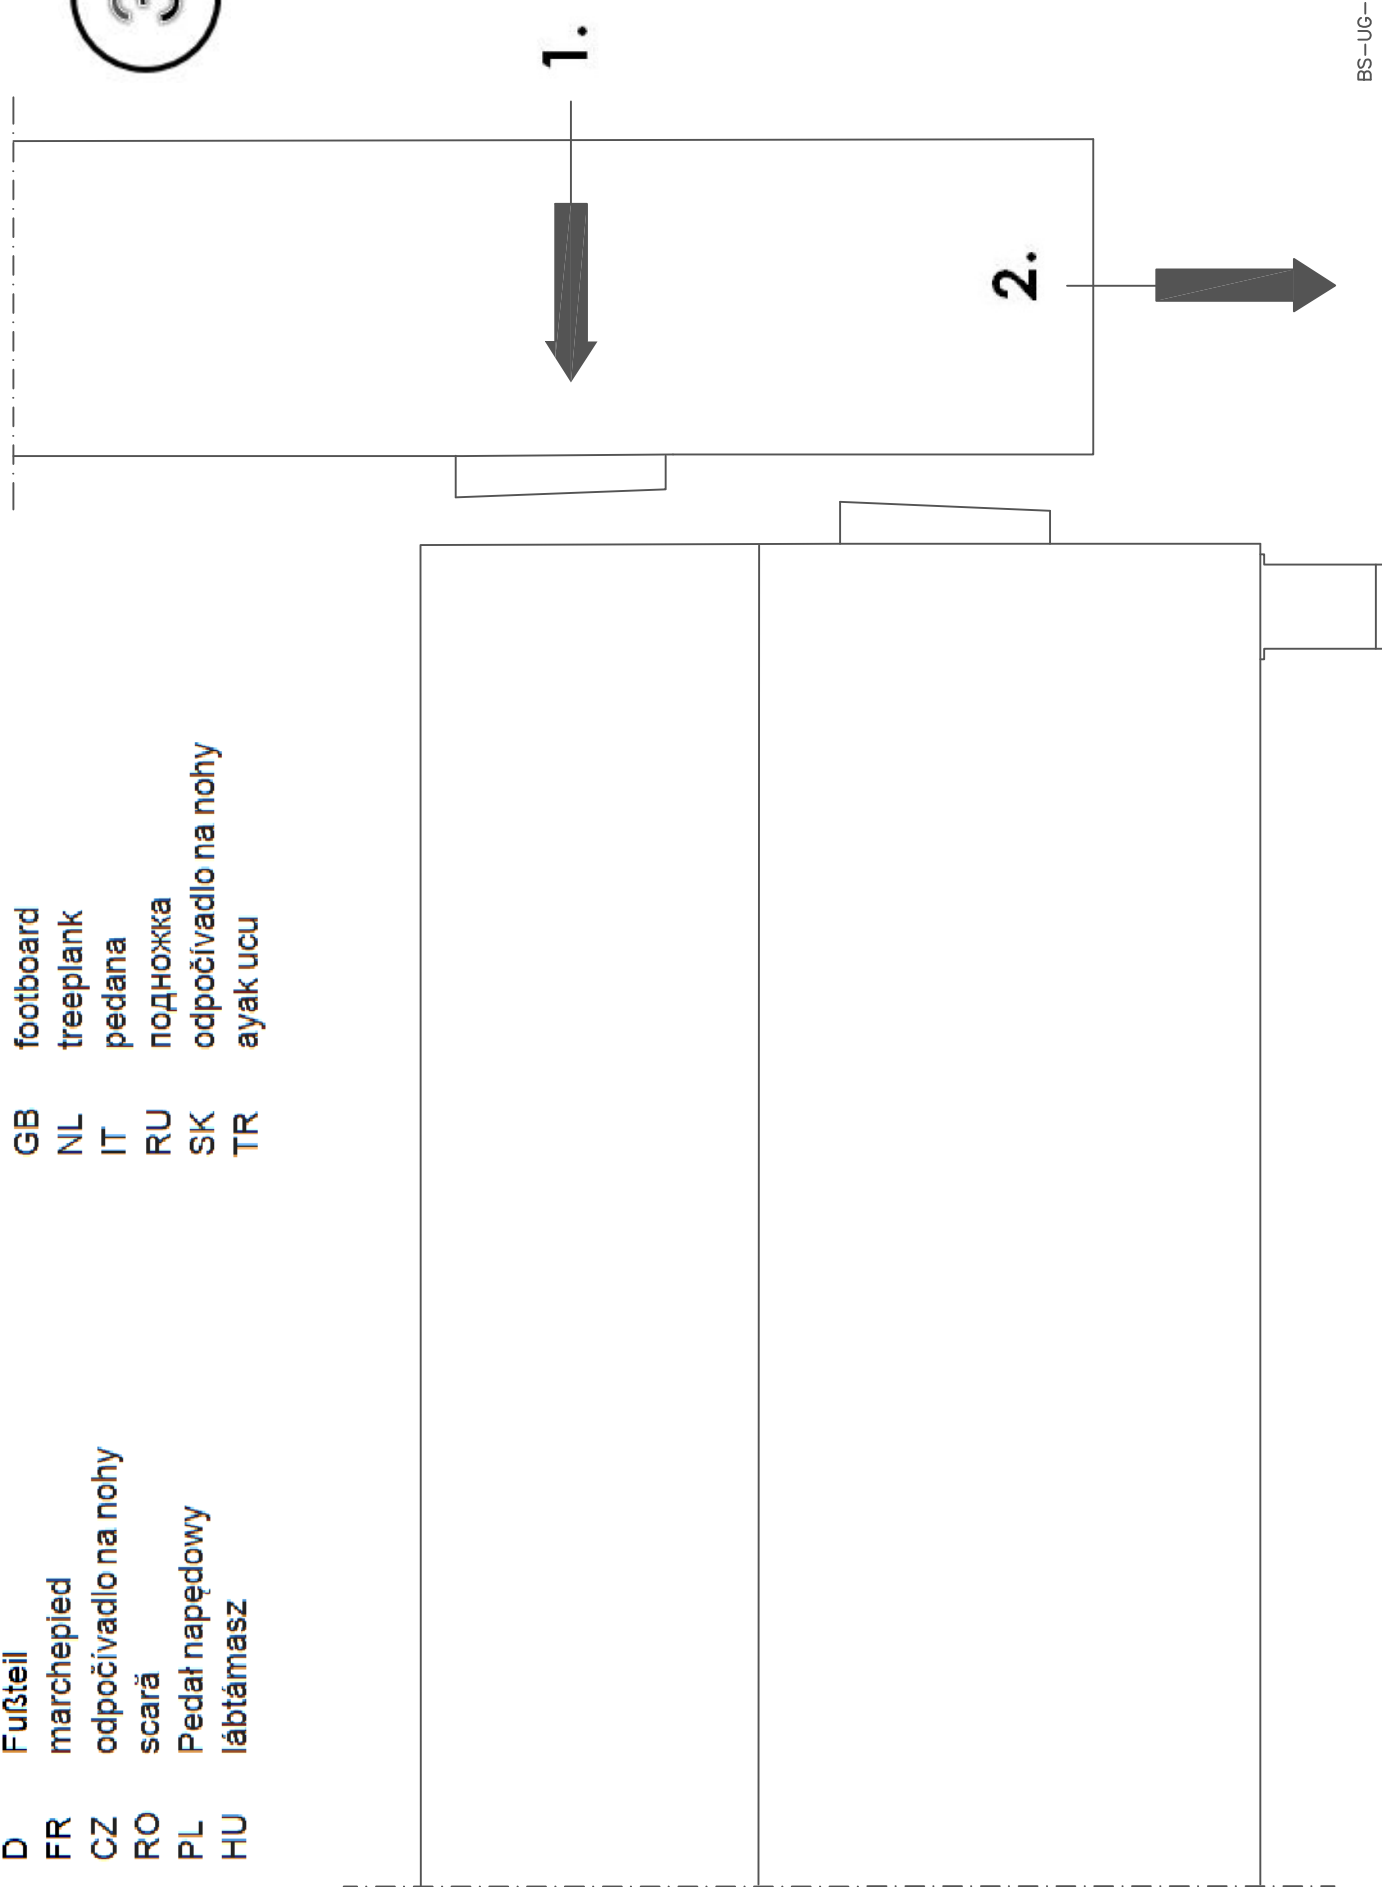 D Fußteil
FR marchepied
CZ odpočívadlo na nohy
RO scară
PL Pedał napędowy
HU lábtámasz
GB footboard
NL treeplank
IT pedana
RU подножка
SK odpočívadlo na nohy
TR ayak ucu
1.
2.
BS-UG-